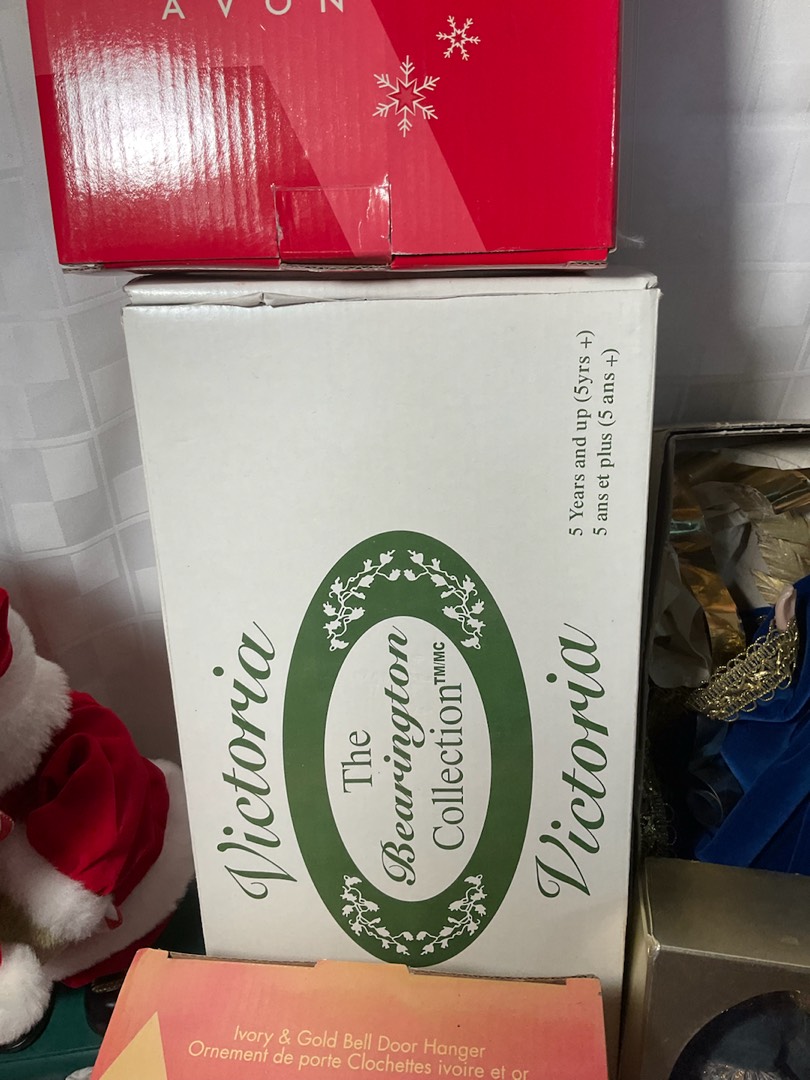 AVON
5 Years and up (5yrs +)
5 ans et plus (5 ans +)
Victoria
The
Bearington
Collection™/MC
Victoria
Ivory & Gold Bell Door Hanger
Ornement de porte Clochettes ivoire et or